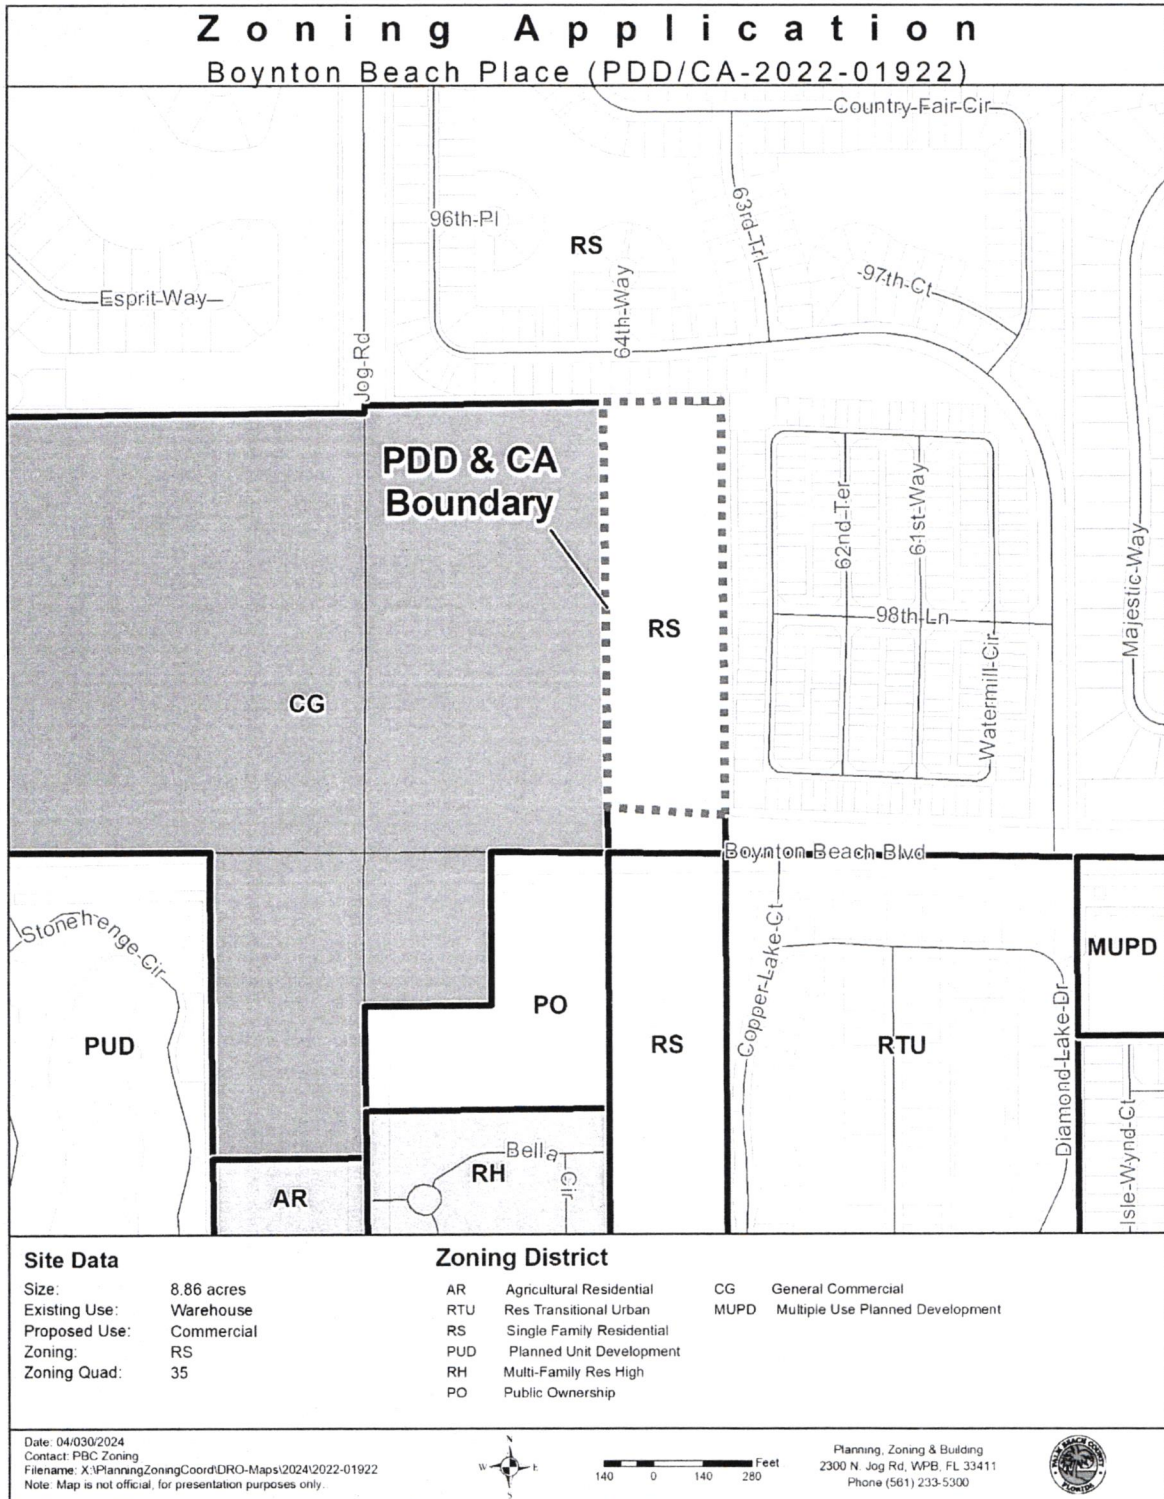 Zoning Application
Boynton Beach Place (PDD/CA-2022-01922)
Country-Fair-Cir
96th-Pl
RS
63rd-Trl
-97th-Ct
Esprit-Way
64th-Way
Jog-Rd
PDD & CA
Boundary
62nd-Ter
61st-Way
Majestic-Way
98th-Ln
RS
Watermill-Cir
CG
Boynton Beach Blvd
Stonehenge-Cir
Copper-Lake-Ct
MUPD
PO
PUD
RS
RTU
Diamond-Lake-Dr
Bella
Cir
RH
AR
Isle-Wynd-Ct
Site Data
Size: 8.86 acres
Existing Use: Warehouse
Proposed Use: Commercial
Zoning: RS
Zoning Quad: 35
Zoning District
AR Agricultural Residential
RTU Res Transitional Urban
RS Single Family Residential
PUD Planned Unit Development
RH Multi-Family Res High
PO Public Ownership
CG General Commercial
MUPD Multiple Use Planned Development
Date: 04/030/2024
Contact: PBC Zoning
Filename: X:\PlanningZoningCoord\DRO-Maps\2024\2022-01922
Note: Map is not official, for presentation purposes only.
N
W E
S
Feet
140 0 140 280
Planning, Zoning & Building
2300 N. Jog Rd, WPB, FL 33411
Phone (561) 233-5300
PALM BEACH COUNTY
FLORIDA